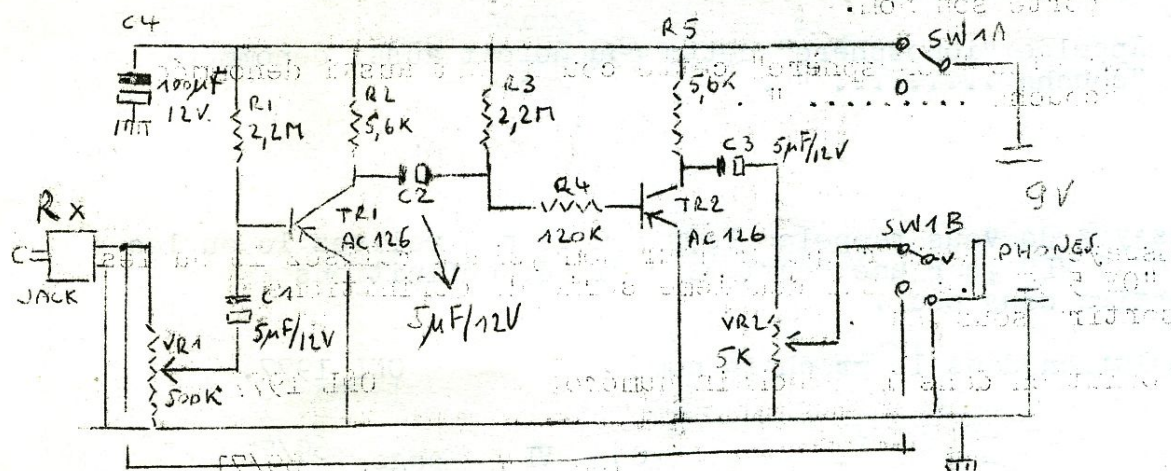 C4
100µF
12V.
R1
2,2M
R2
5,6K
R3
2,2M
R5
5,6K
SW1A
9V
Rx
JACK
TR1
AC126
C2
R4
120K
TR2
AC126
C3
5µF/12V
SW1B
PHONES
C1
5µF/12V
5µF/12V
VR1
500K
VR2
5K